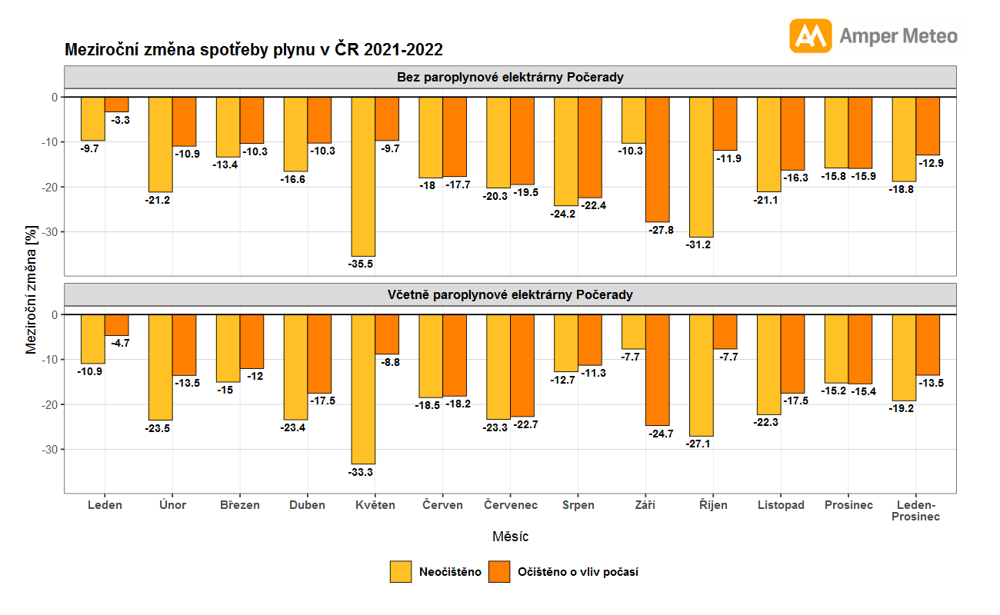 Amper Meteo
Meziroční změna spotřeby plynu v ČR 2021-2022
Bez paroplynové elektrárny Počerady
0
-10
-20
-30
-9.7
-3.3
-21.2
-10.9
-13.4
-10.3
-16.6
-10.3
-35.5
-9.7
-18
-17.7
-20.3
-19.5
-24.2
-22.4
-10.3
-27.8
-31.2
-11.9
-21.1
-16.3
-15.8
-15.9
-18.8
-12.9
Meziroční změna [%]
Včetně paroplynové elektrárny Počerady
0
-10
-20
-30
-10.9
-4.7
-23.5
-13.5
-15
-12
-23.4
-17.5
-33.3
-8.8
-18.5
-18.2
-23.3
-22.7
-12.7
-11.3
-7.7
-24.7
-27.1
-7.7
-22.3
-17.5
-15.2
-15.4
-19.2
-13.5
Leden
Únor
Březen
Duben
Květen
Červen
Červenec
Srpen
Září
Říjen
Listopad
Prosinec
Leden-
Prosinec
Měsíc
Neočištěno
Očištěno o vliv počasí